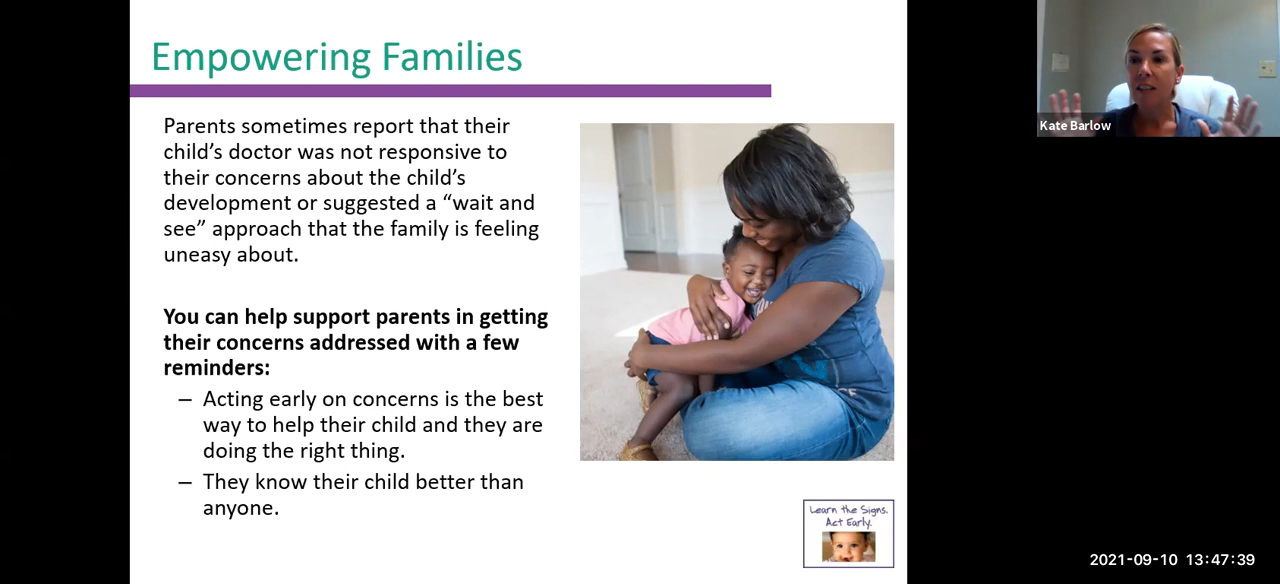 Empowering Families
Parents sometimes report that their
child’s doctor was not responsive to
their concerns about the child’s
development or suggested a “wait and
see” approach that the family is feeling
uneasy about.
You can help support parents in getting
their concerns addressed with a few
reminders:
– Acting early on concerns is the best
way to help their child and they are
doing the right thing.
– They know their child better than
anyone.
Learn the Signs.
Act Early.
Kate Barlow
2021-09-10 13:47:39